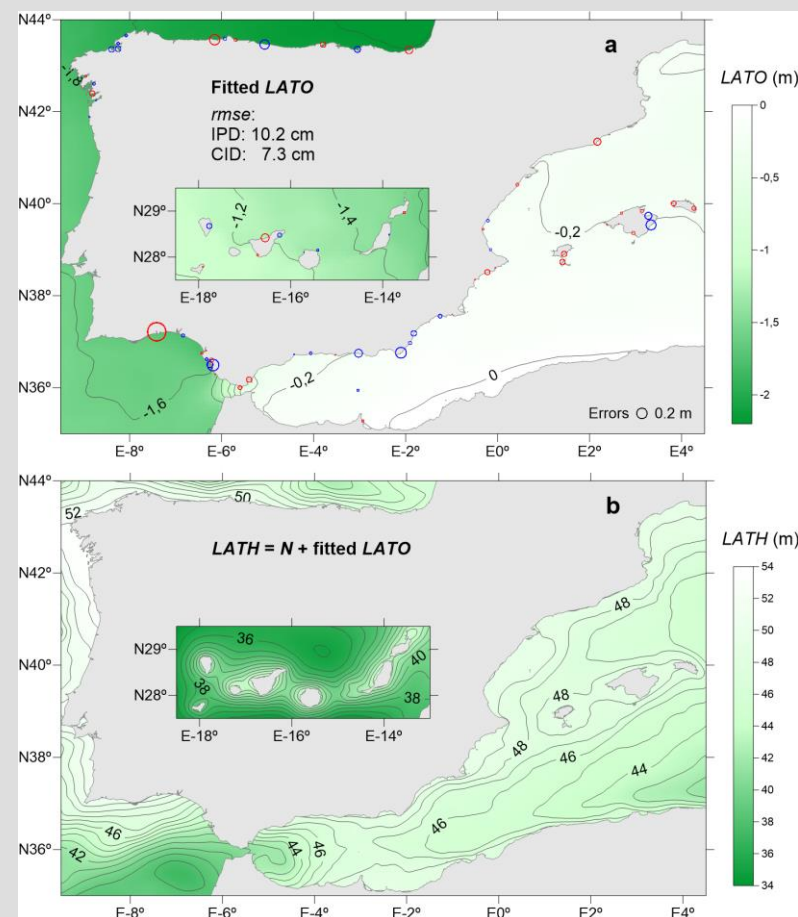 N44º
N42º
N40º
N38º
N36º
-1,8
a
Fitted LATO
rmse:
IPD: 10.2 cm
CID: 7.3 cm
N29º
N28º
-1,2
-1,4
E-18º
E-16º
E-14º
-0,2
-1,6
-0,2
0
Errors 0.2 m
E-8º
E-6º
E-4º
E-2º
E0º
E2º
E4º
LATO (m)
0
-0,5
-1
-1,5
-2
N44º
N42º
N40º
N38º
N36º
52
50
b
LATH = N + fitted LATO
N29º
N28º
36
38
40
38
E-18º
E-16º
E-14º
48
48
48
46
44
46
46
42
44
46
E-8º
E-6º
E-4º
E-2º
E0º
E2º
E4º
LATH (m)
54
52
50
48
46
44
42
40
38
36
34